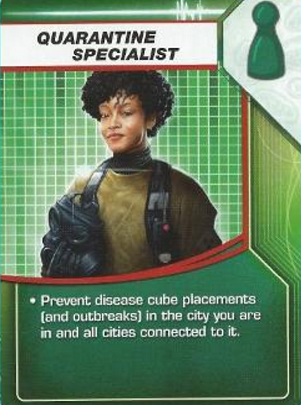 QUARANTINE
SPECIALIST
• Prevent disease cube placements
(and outbreaks) in the city you are
in and all cities connected to it.